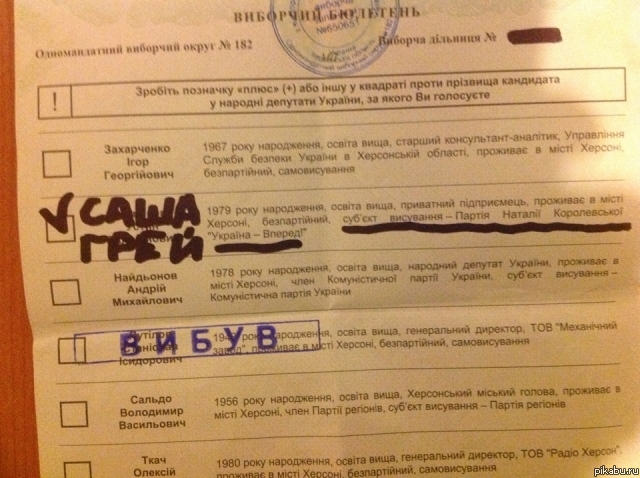 ВИБОРЧИЙ БЮЛЕТЕНЬ
виборча
№650651
Одномандатний виборчий округ № 182
Виборча дільниця №
! Зробіть позначку «плюс» (+) або іншу у квадраті проти прізвища кандидата
у народні депутати України, за якого Ви голосуєте
Захарченко
Ігор
Георгійович
1967 року народження, освіта вища, старший консультант-аналітик, Управління
Служби безпеки України в Херсонській області, проживає в місті Херсоні,
безпартійний, самовисування
V САША
ГРЕЙ
1979 року народження, освіта вища, приватний підприємець, проживає в місті
Херсоні, безпартійний, суб'єкт висування – Партія Наталії Королевської
"Україна – Вперед!"
Найдьонов
Андрій
Михайлович
1978 року народження, освіта вища, народний депутат України, проживає в
місті Херсоні, член Комуністичної партії України, суб'єкт висування –
Комуністична партія України
ВИБУВ
Ісидорович
року народження, освіта вища, генеральний директор, ТОВ "Механічний
завод", проживає в місті Херсоні, безпартійний, самовисування
Сальдо
Володимир
Васильович
1956 року народження, освіта вища, Херсонський міський голова, проживає в
місті Херсоні, член Партії регіонів, суб'єкт висування – Партія регіонів
Ткач
Олексій
1980 року народження, освіта вища, генеральний директор, ТОВ "Радіо Херсон",
проживає в місті Херсоні, безпартійний, самовисування
pikabu.ru